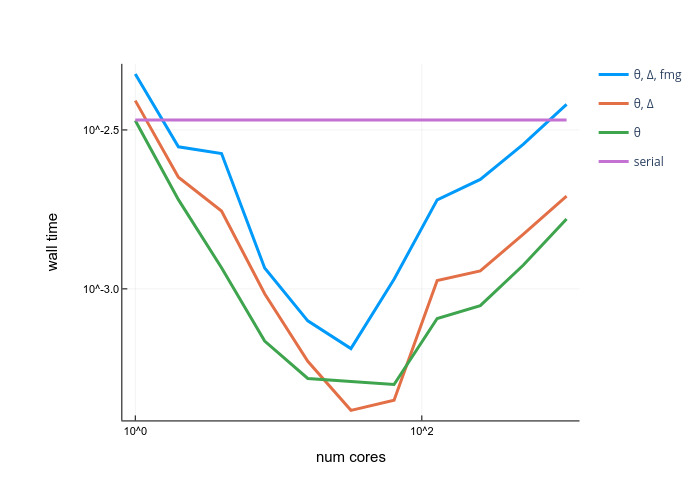 θ, Δ, fmg
θ, Δ
θ
serial
10^-2.5
10^-3.0
wall time
10^0
10^2
num cores